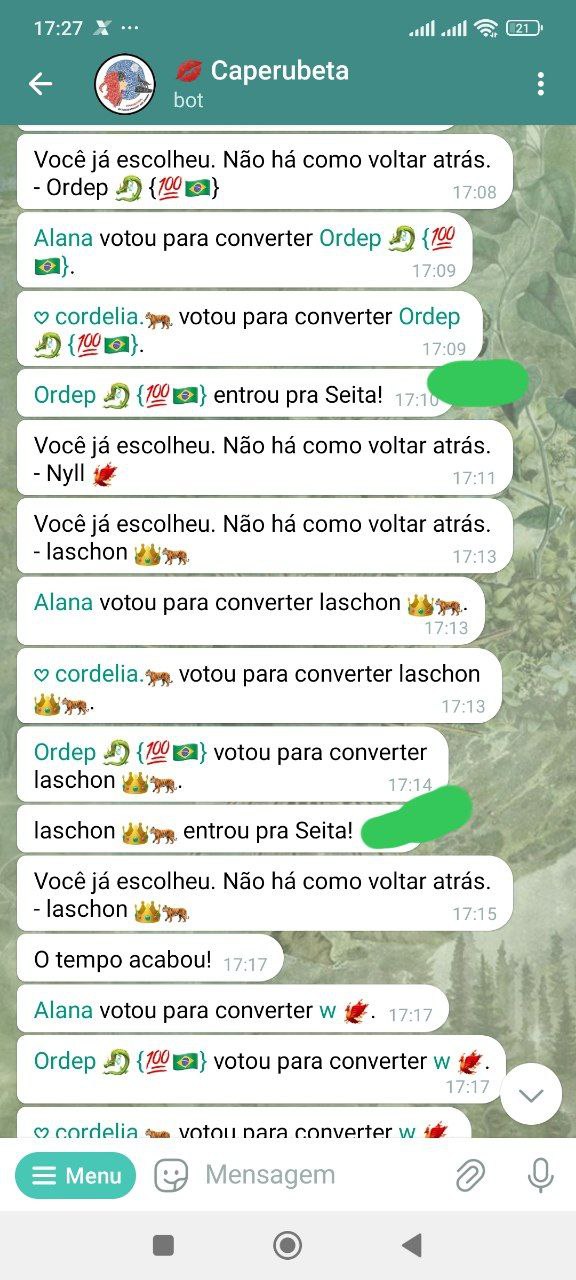 17:27
21
💋 Caperubeta
bot
Você já escolheu. Não há como voltar atrás.
- Ordep 🐉 {💯🇧🇷}
17:08
Alana votou para converter Ordep 🐉 {💯
🇧🇷}.
17:09
♡ cordelia.🐅 votou para converter Ordep
🐉 {💯🇧🇷}.
17:09
Ordep 🐉 {💯🇧🇷} entrou pra Seita! 17:10
Você já escolheu. Não há como voltar atrás.
- Nyll 🐦‍🔥
17:11
Você já escolheu. Não há como voltar atrás.
- laschon 👑🐅
17:13
Alana votou para converter laschon 👑🐅.
17:13
♡ cordelia.🐅 votou para converter laschon
👑🐅.
17:13
Ordep 🐉 {💯🇧🇷} votou para converter
laschon 👑🐅.
17:14
laschon 👑🐅 entrou pra Seita!
Você já escolheu. Não há como voltar atrás.
- laschon 👑🐅
17:15
O tempo acabou! 17:17
Alana votou para converter w 🐦‍🔥. 17:17
Ordep 🐉 {💯🇧🇷} votou para converter w 🐦‍🔥.
17:17
♡ cordelia.🐅 votou para converter w 🐦‍🔥
Menu
Mensagem